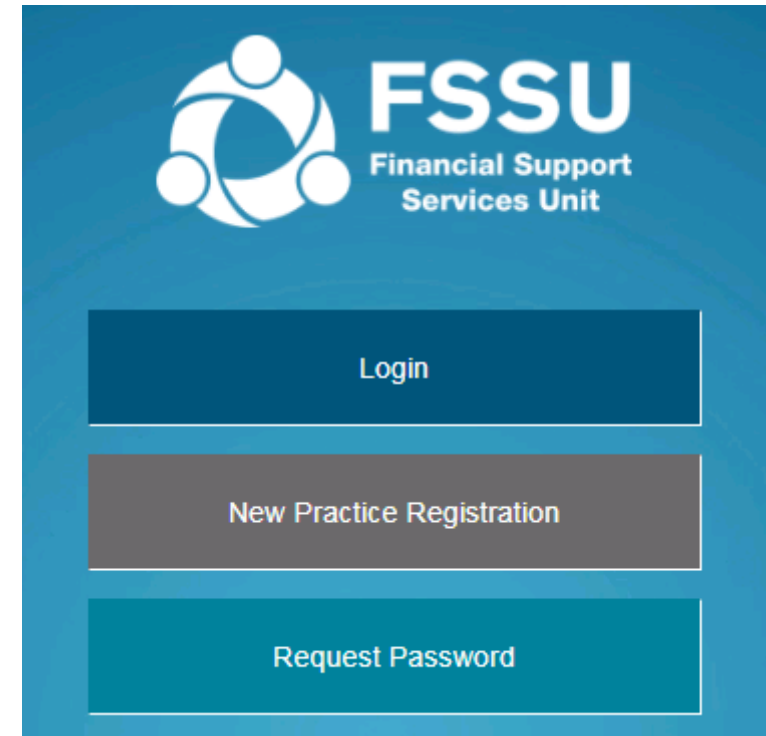 FSSU
Financial Support
Services Unit
Login
New Practice Registration
Request Password